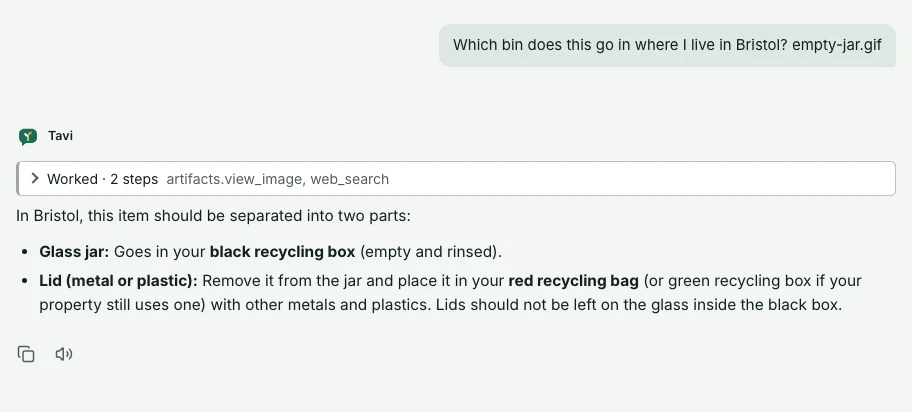 Which bin does this go in where I live in Bristol? empty-jar.gif
Tavi
Worked · 2 steps artifacts.view_image, web_search
In Bristol, this item should be separated into two parts:
• Glass jar: Goes in your black recycling box (empty and rinsed).
• Lid (metal or plastic): Remove it from the jar and place it in your red recycling bag (or green recycling box if your
property still uses one) with other metals and plastics. Lids should not be left on the glass inside the black box.